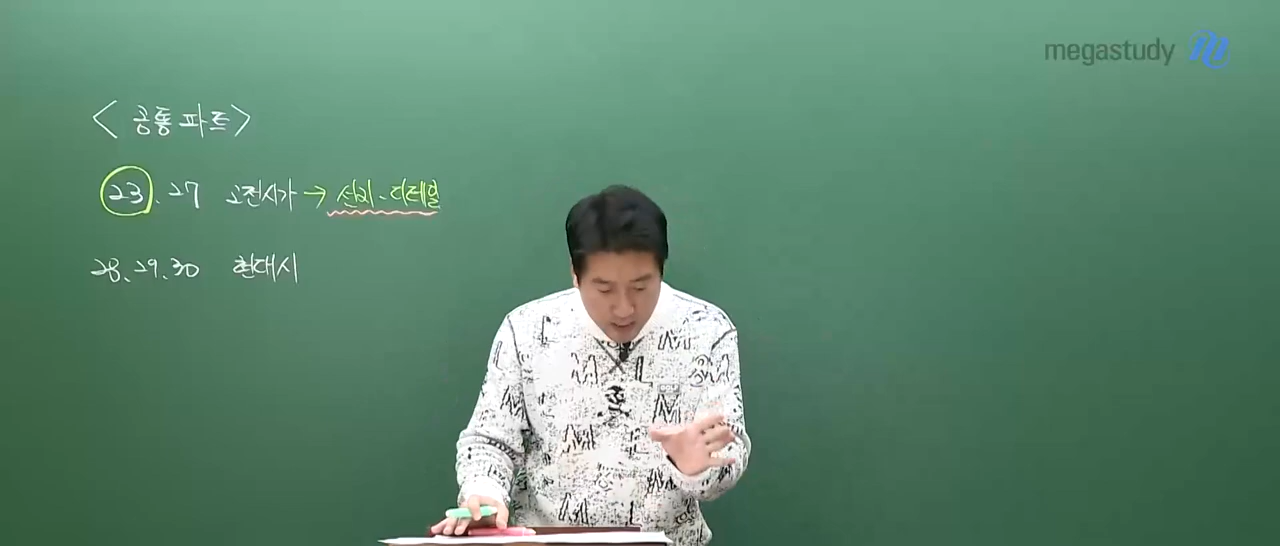 megastudy
<공통파트>
23.27 고전시가 → 선지·디테일
28.29.30 현대시